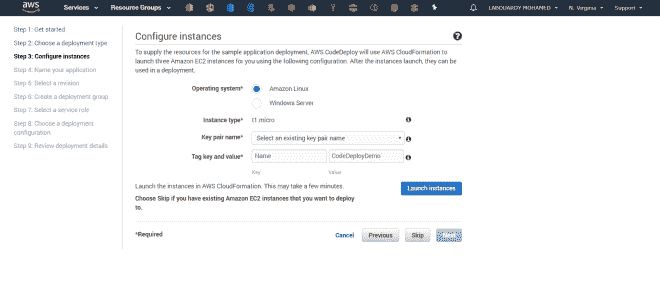 aws
Services
Resource Groups
LABOUARDY MOHAMED
N. Virginia
Support
Step 1: Get started
Step 2: Choose a deployment type
Step 3: Configure instances
Step 4: Name your application
Step 5: Select a revision
Step 6: Create a deployment group
Step 7: Select a service role
Step 8: Choose a deployment
configuration
Step 9: Review deployment details
Configure instances
To supply the resources for the sample application deployment, AWS CodeDeploy will use AWS CloudFormation to
launch three Amazon EC2 instances for you using the following configuration. After the instances launch, they can be
used in a deployment.
Operating system*
Amazon Linux
Windows Server
Instance type*
t1.micro
Key pair name*
Select an existing key pair name
Tag key and value*
Name
CodeDeployDemo
Key
Value
Launch the instances in AWS CloudFormation. This may take a few minutes.
Launch instances
Choose Skip if you have existing Amazon EC2 instances that you want to deploy
to.
*Required
Cancel
Previous
Skip